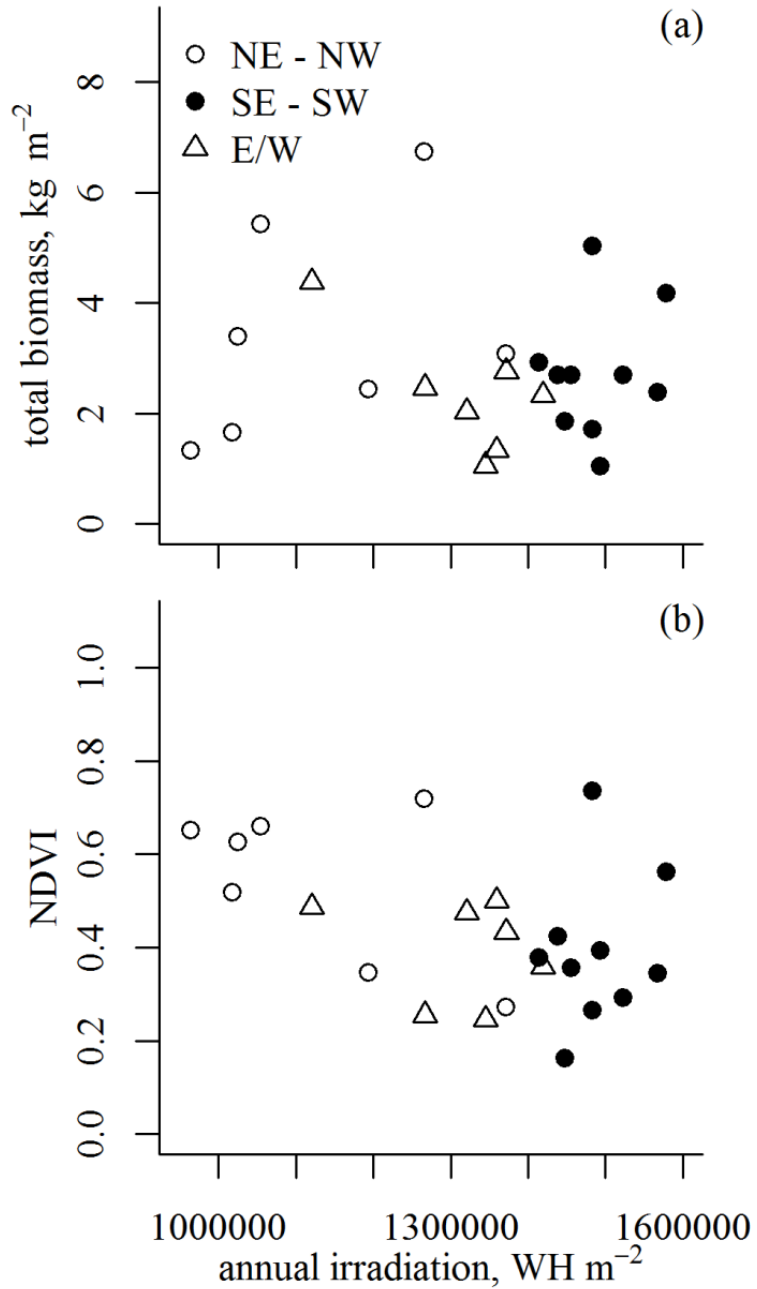 (a)
NE - NW
SE - SW
E/W
total biomass, kg m⁻²
8
6
4
2
0
(b)
NDVI
1.0
0.8
0.6
0.4
0.2
0.0
1000000 1300000 1600000
annual irradiation, WH m⁻²